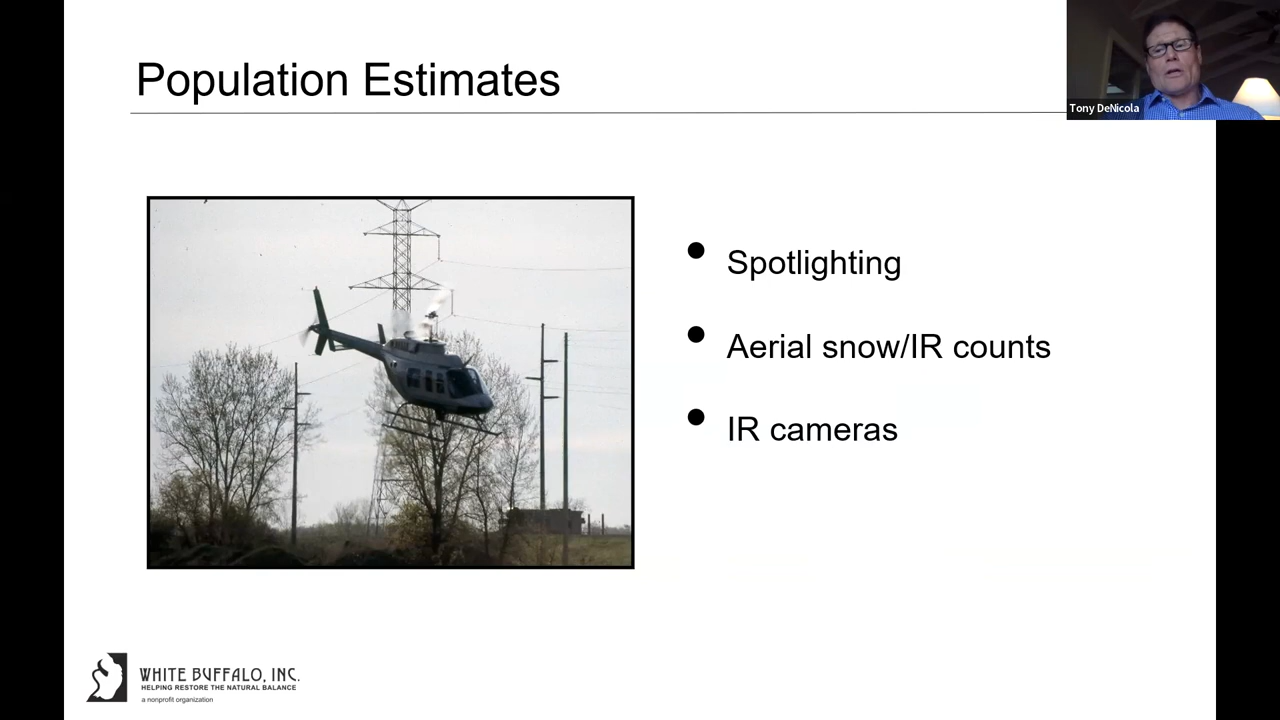 Population Estimates
Tony DeNicola
• Spotlighting
• Aerial snow/IR counts
• IR cameras
WHITE BUFFALO, INC.
HELPING RESTORE THE NATURAL BALANCE
a nonprofit organization